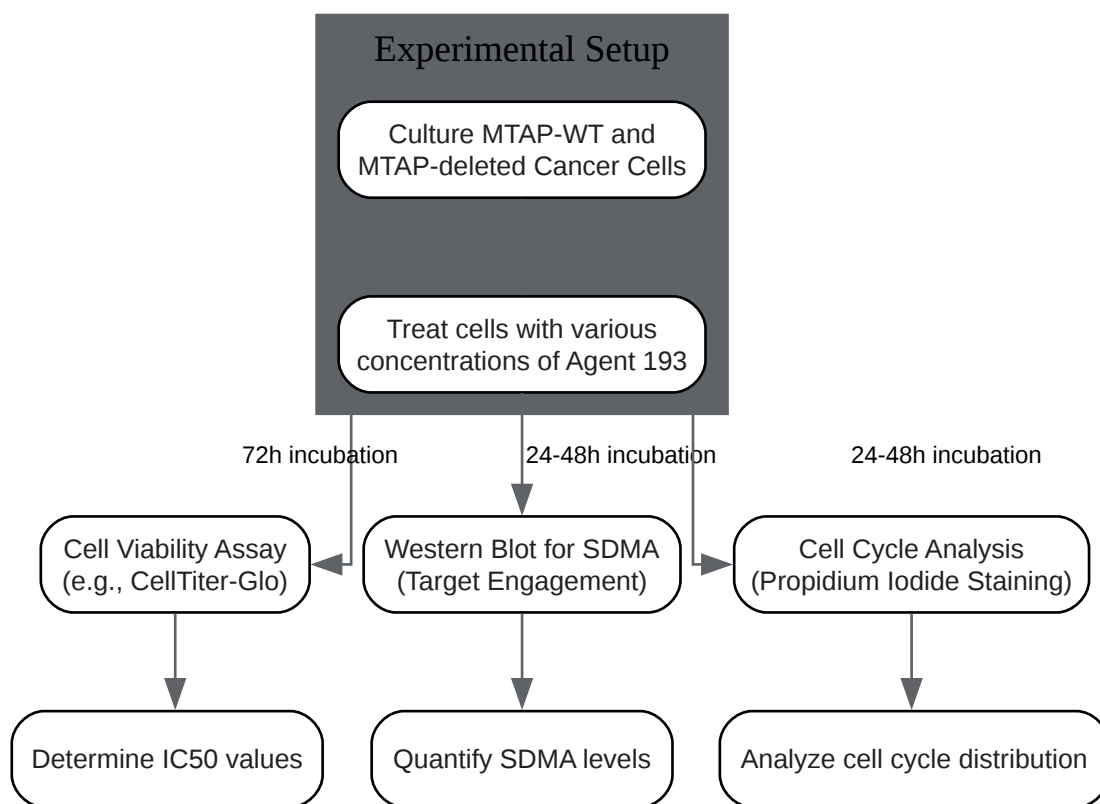 Experimental Setup
Culture MTAP-WT and
MTAP-deleted Cancer Cells
Treat cells with various
concentrations of Agent 193
72h incubation
24-48h incubation
24-48h incubation
Cell Viability Assay
(e.g., CellTiter-Glo)
Western Blot for SDMA
(Target Engagement)
Cell Cycle Analysis
(Propidium Iodide Staining)
Determine IC50 values
Quantify SDMA levels
Analyze cell cycle distribution